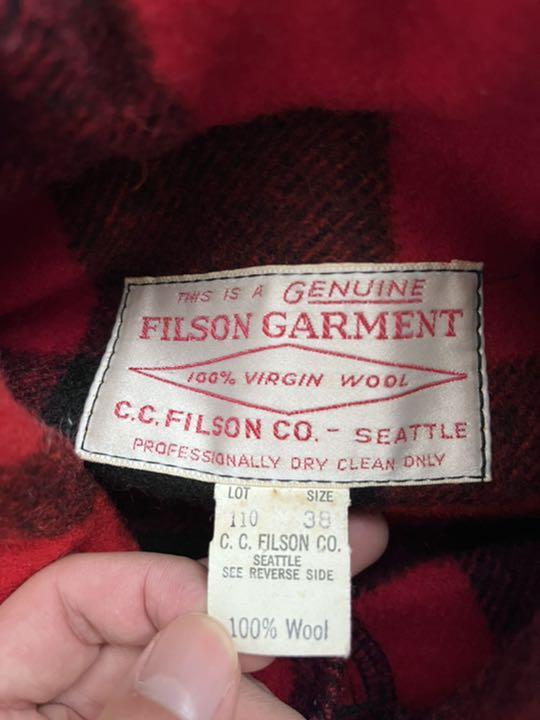 THIS IS A GENUINE
FILSON GARMENT
100% VIRGIN WOOL
C.C. FILSON CO. - SEATTLE
PROFESSIONALLY DRY CLEAN ONLY
LOT SIZE
110 38
C. C. FILSON CO.
SEATTLE
SEE REVERSE SIDE
100% Wool